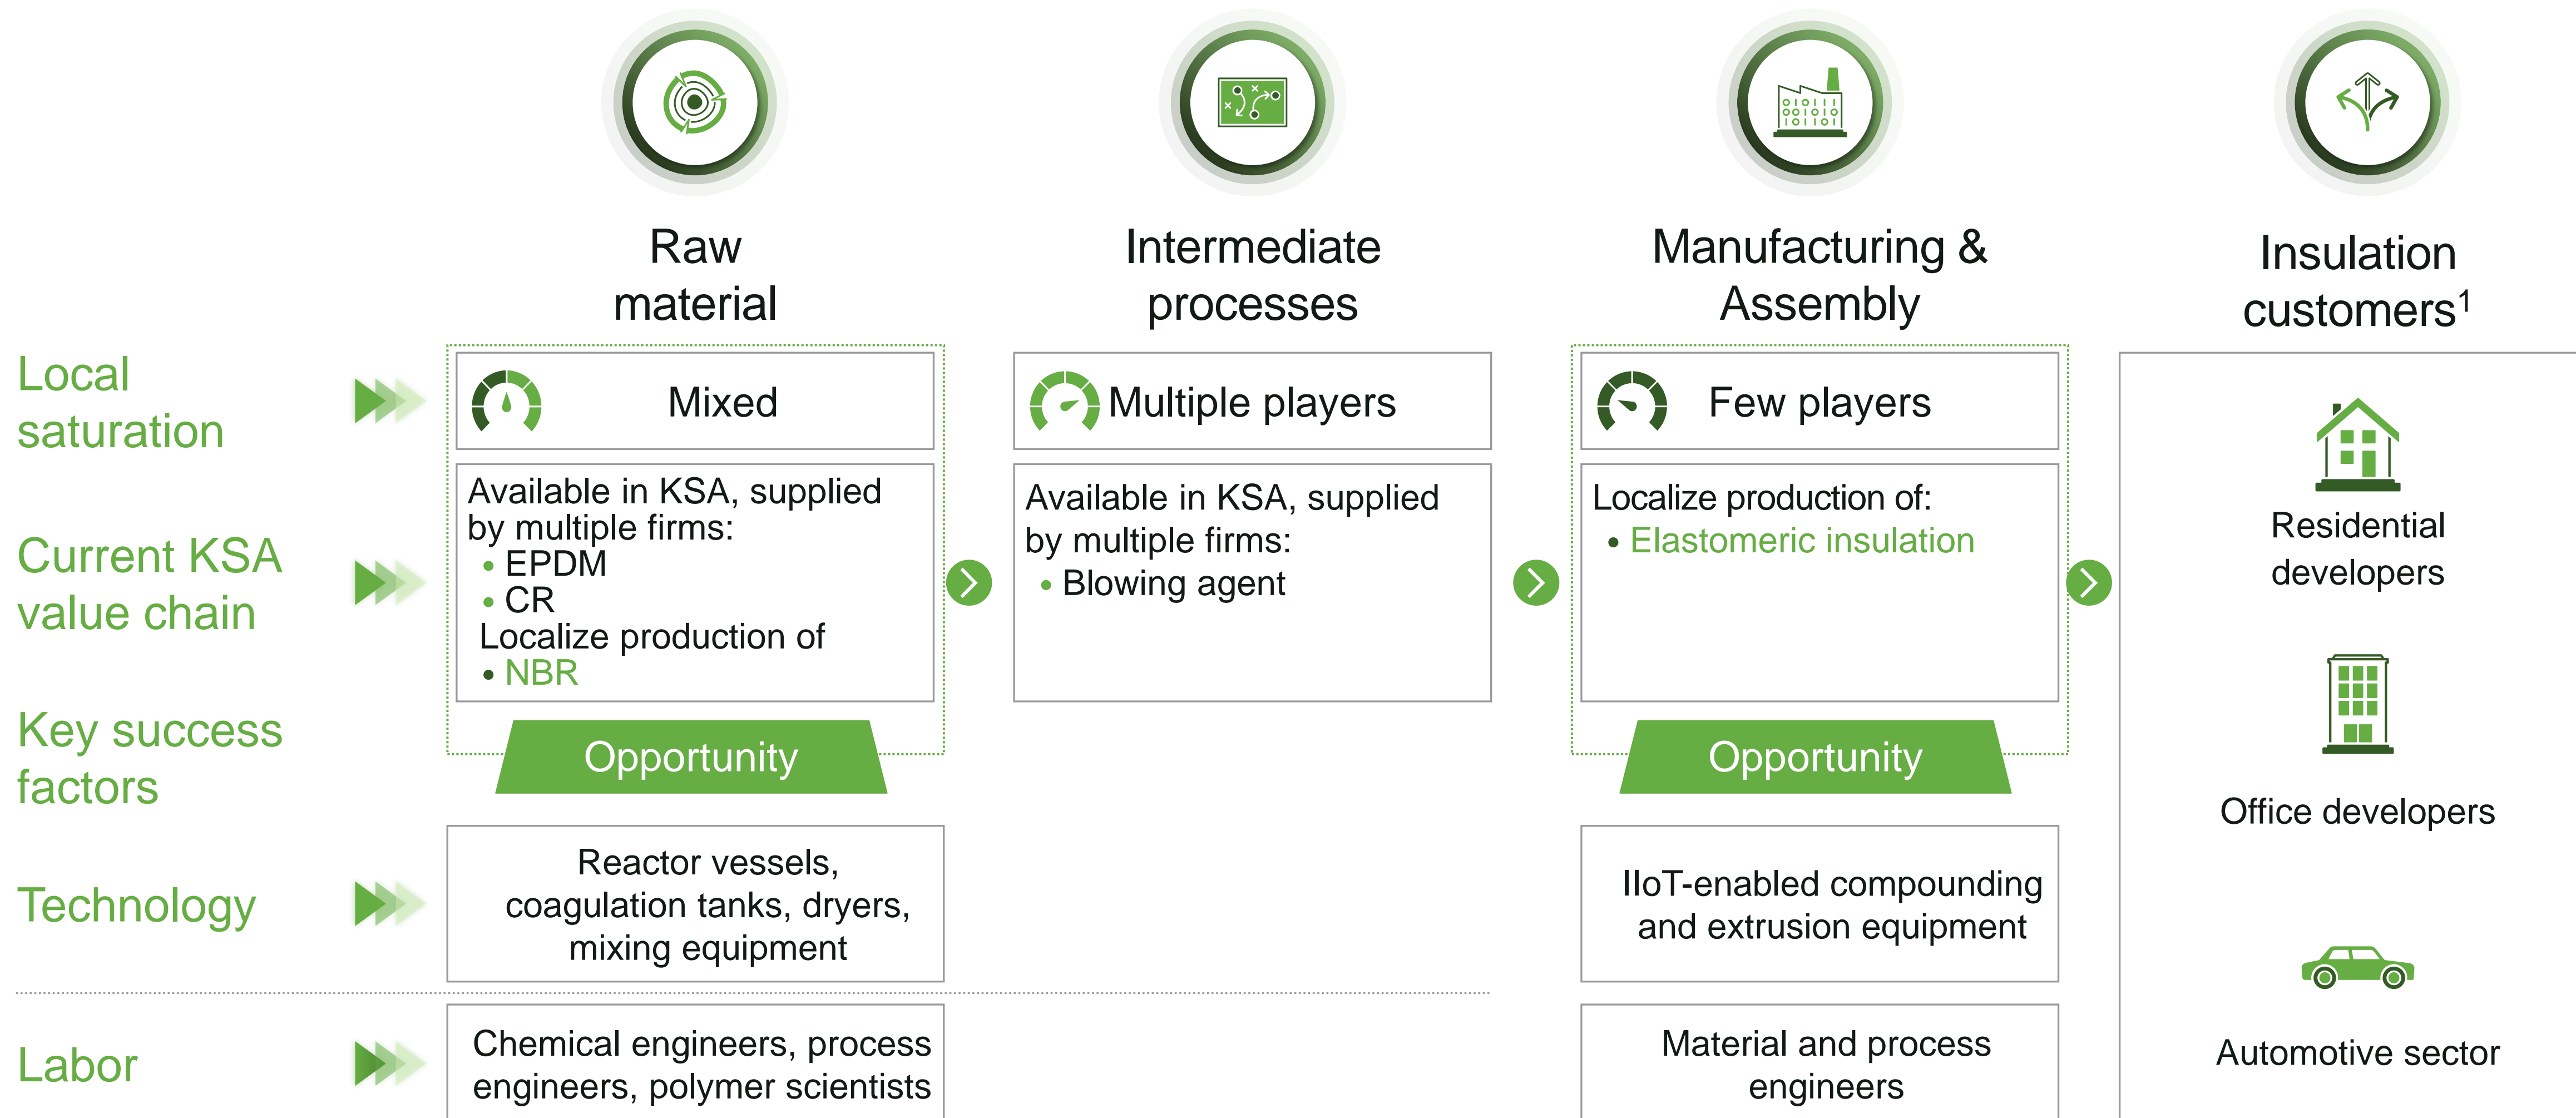 Raw
material
Intermediate
processes
Manufacturing &
Assembly
Insulation
customers¹
Local
saturation
Mixed
Multiple players
Few players
Current KSA
value chain
Available in KSA, supplied
by multiple firms:
• EPDM
• CR
Localize production of
• NBR
Available in KSA, supplied
by multiple firms:
• Blowing agent
Localize production of:
• Elastomeric insulation
Residential
developers
Key success
factors
Opportunity
Opportunity
Office developers
Technology
Reactor vessels,
coagulation tanks, dryers,
mixing equipment
IIoT-enabled compounding
and extrusion equipment
Labor
Chemical engineers, process
engineers, polymer scientists
Material and process
engineers
Automotive sector